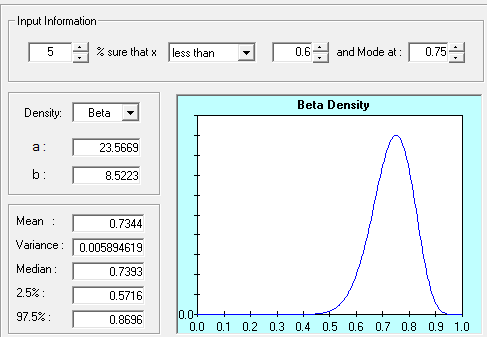 Input Information
5 % sure that x less than 0.6 and Mode at : 0.75
Density: Beta
a : 23.5669
b : 8.5223
Mean : 0.7344
Variance : 0.005894619
Median : 0.7393
2.5% : 0.5716
97.5% : 0.8696
Beta Density
0.0
0.0 0.1 0.2 0.3 0.4 0.5 0.6 0.7 0.8 0.9 1.0